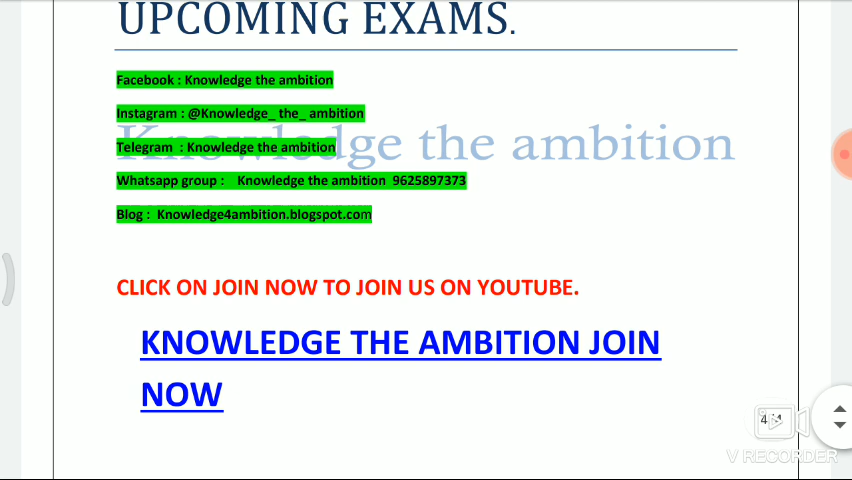 UPCOMING EXAMS.
Facebook : Knowledge the ambition
Instagram : @Knowledge_ the_ ambition
Knowledge the ambition
Telegram : Knowledge the ambition
Whatsapp group : Knowledge the ambition 9625897373
Blog : Knowledge4ambition.blogspot.com
CLICK ON JOIN NOW TO JOIN US ON YOUTUBE.
KNOWLEDGE THE AMBITION JOIN
NOW
V RECORDER